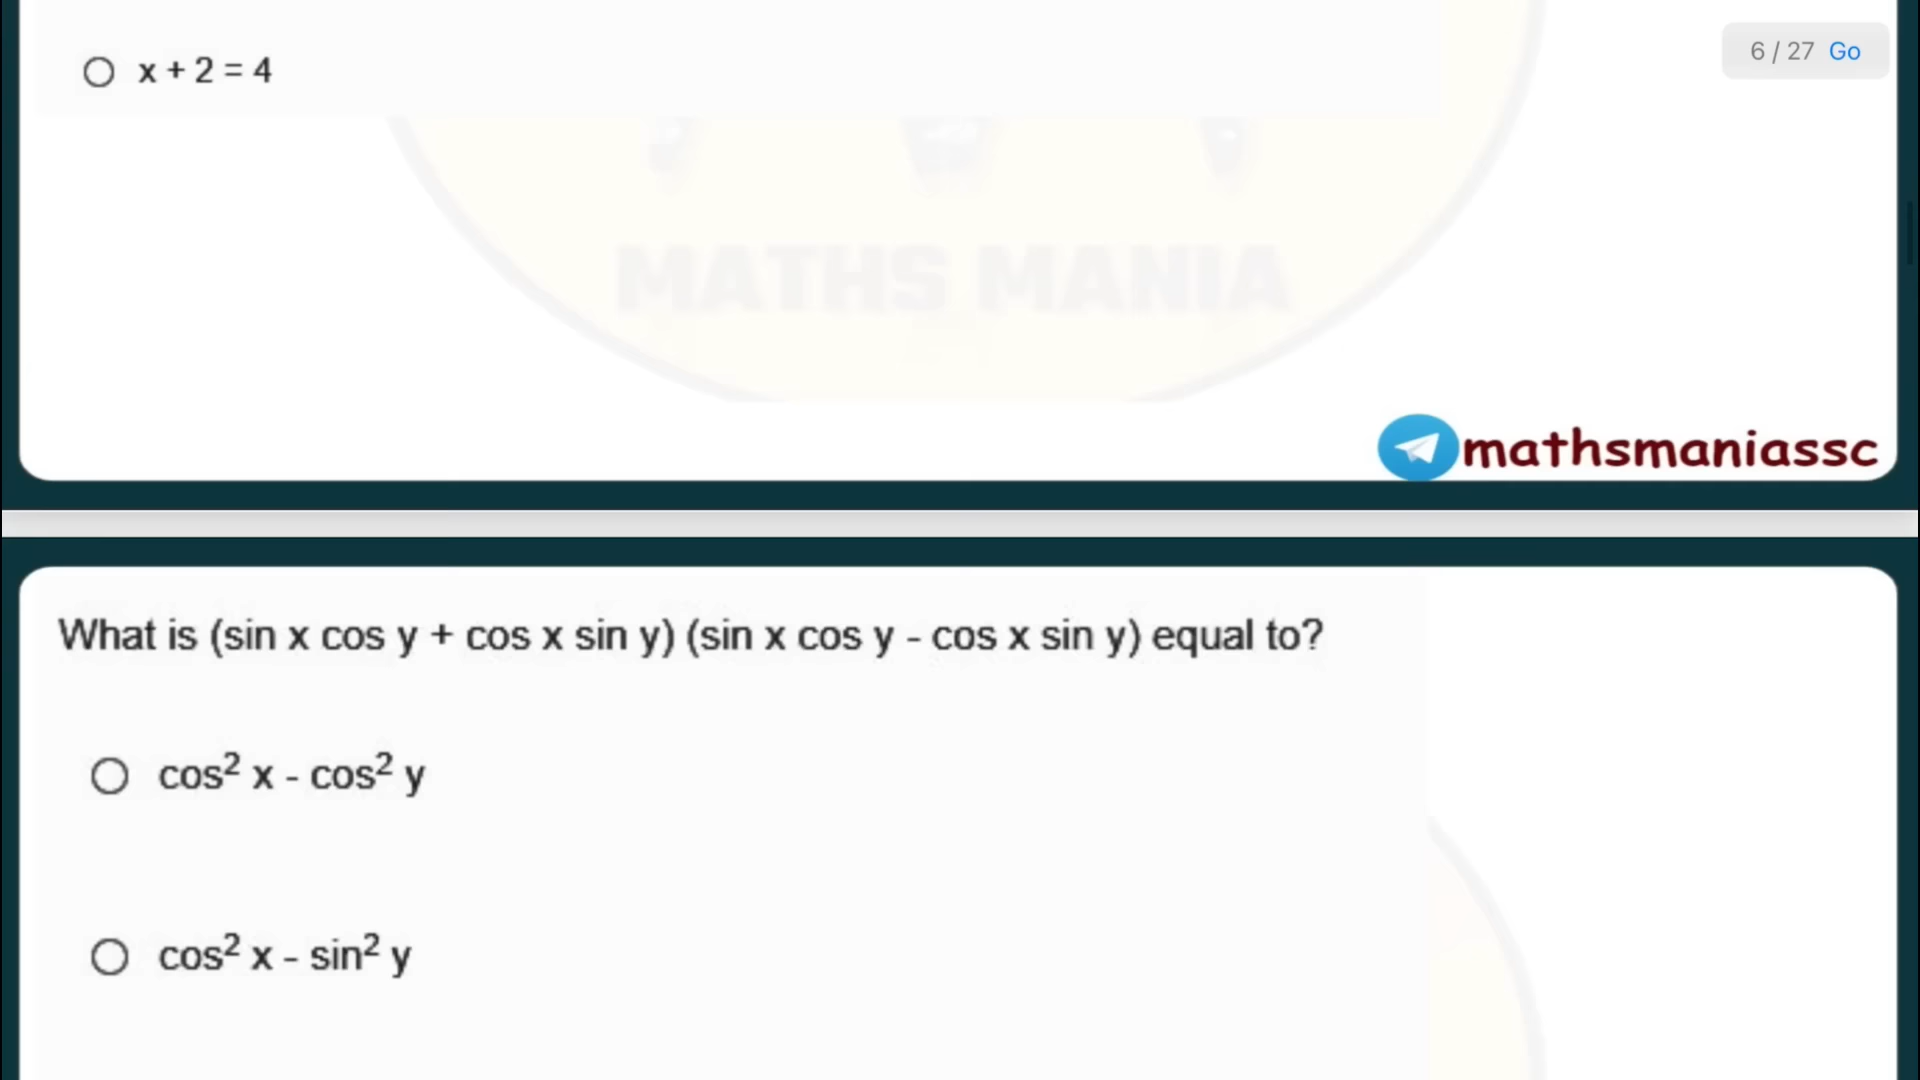 x + 2 = 4
6 / 27 Go
MATHS MANIA
mathsmaniassc
What is (sin x cos y + cos x sin y) (sin x cos y - cos x sin y) equal to?
cos² x - cos² y
cos² x - sin² y